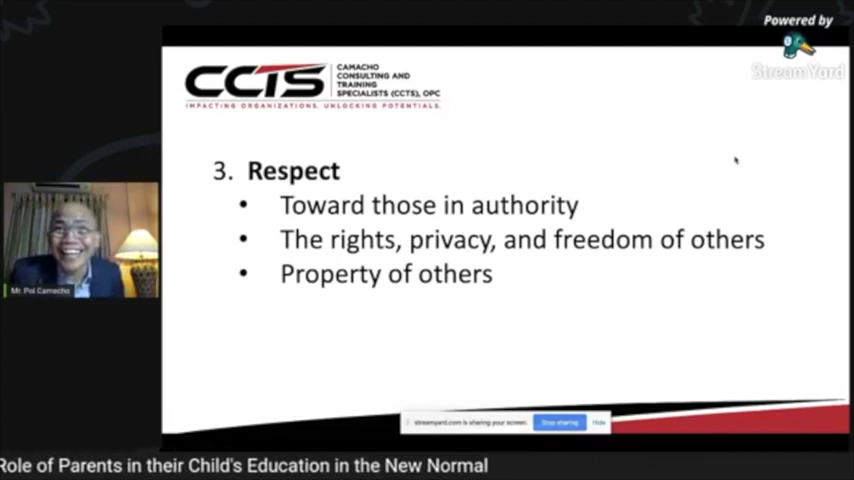 Powered by
StreamYard
CCTS
CAMACHO
CONSULTING AND
TRAINING
SPECIALISTS (CCTS), OPC
IMPACTING ORGANIZATIONS. UNLOCKING POTENTIALS.
3. Respect
• Toward those in authority
• The rights, privacy, and freedom of others
• Property of others
Mr. Pol Camacho
streamyard.com is sharing your screen. Stop sharing Hide
Role of Parents in their Child's Education in the New Normal